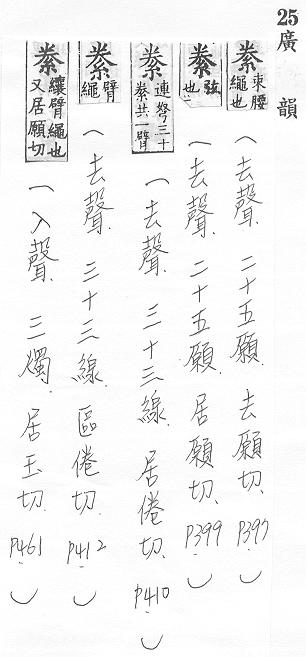 25廣韻
絭 束腰繩也
(去聲. 二十五願. 去願切. P397)
絭 弦也
(去聲. 二十五願. 居願切. P399)
絭 連弩三十絭共一臂
(去聲. 三十三線. 居倦切. P410)
絭 臂繩
(去聲. 三十三線. 區倦切. P412)
絭 纕臂繩也又居願切
(入聲. 三燭. 居玉切. P461)